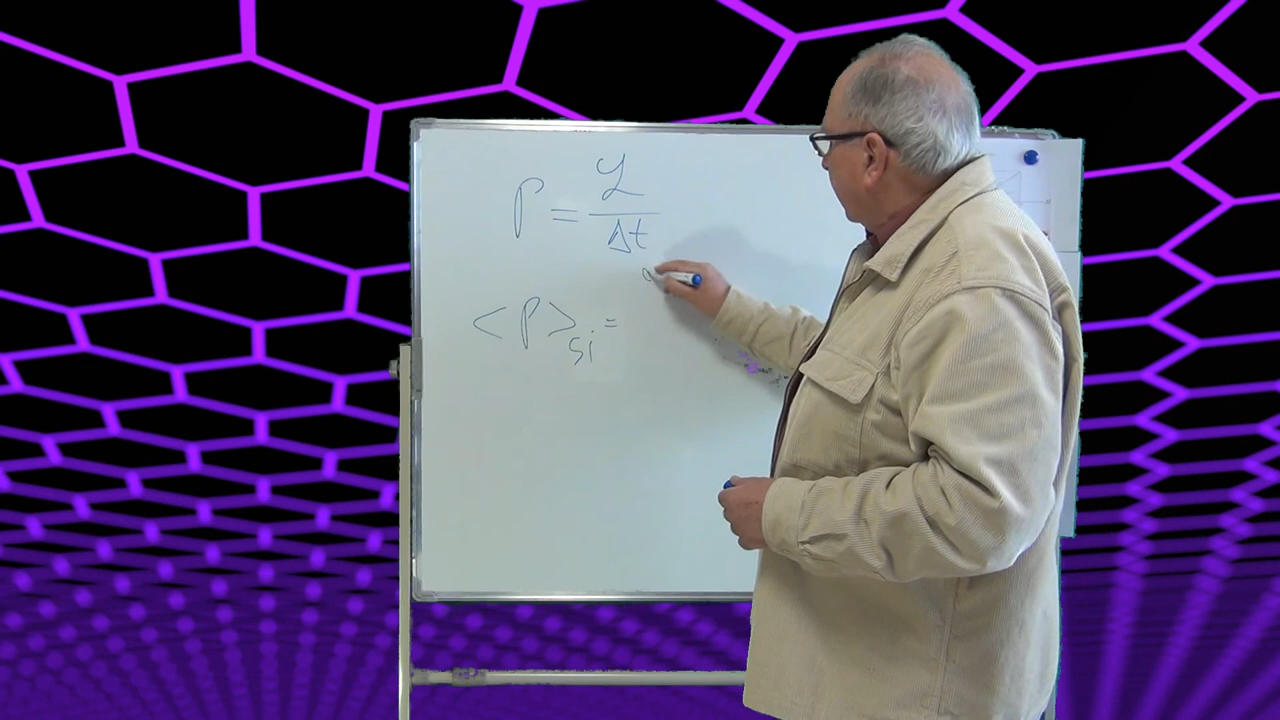 P = L / Δt
<P>si =